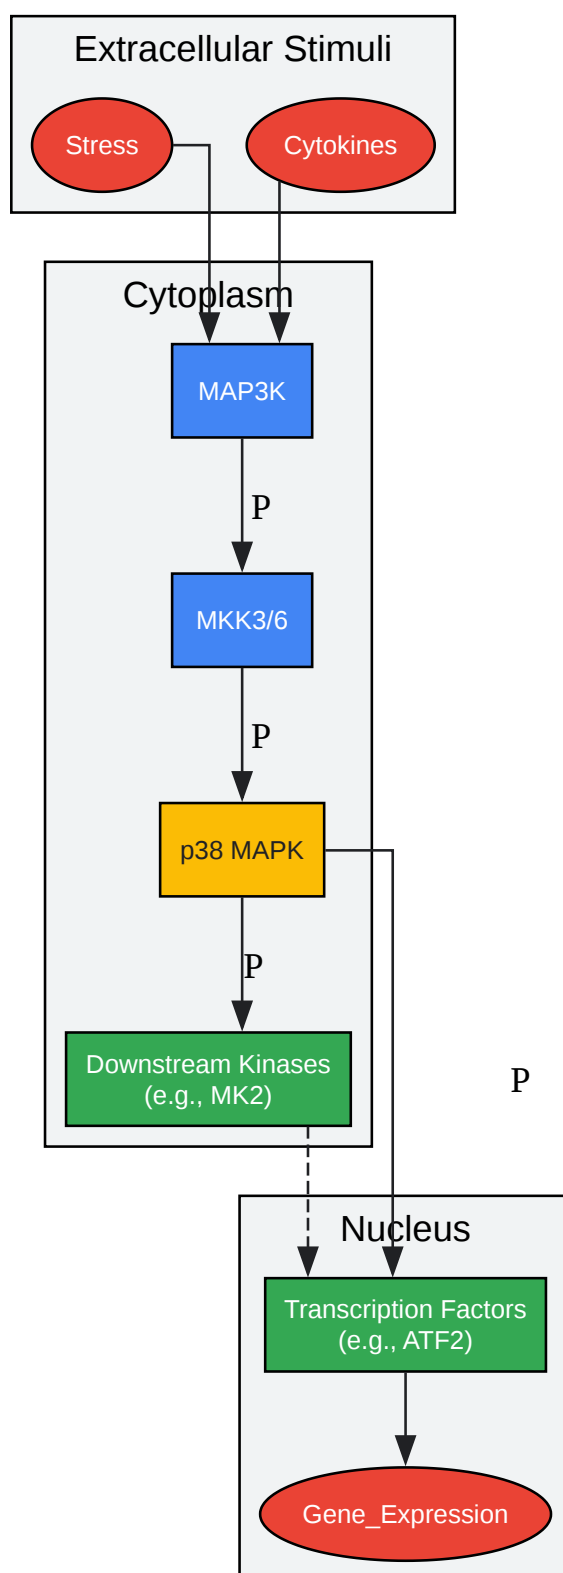 Extracellular Stimuli
Stress
Cytokines
Cytoplasm
MAP3K
P
MKK3/6
P
p38 MAPK
P
Downstream Kinases
(e.g., MK2)
P
Nucleus
Transcription Factors
(e.g., ATF2)
Gene_Expression